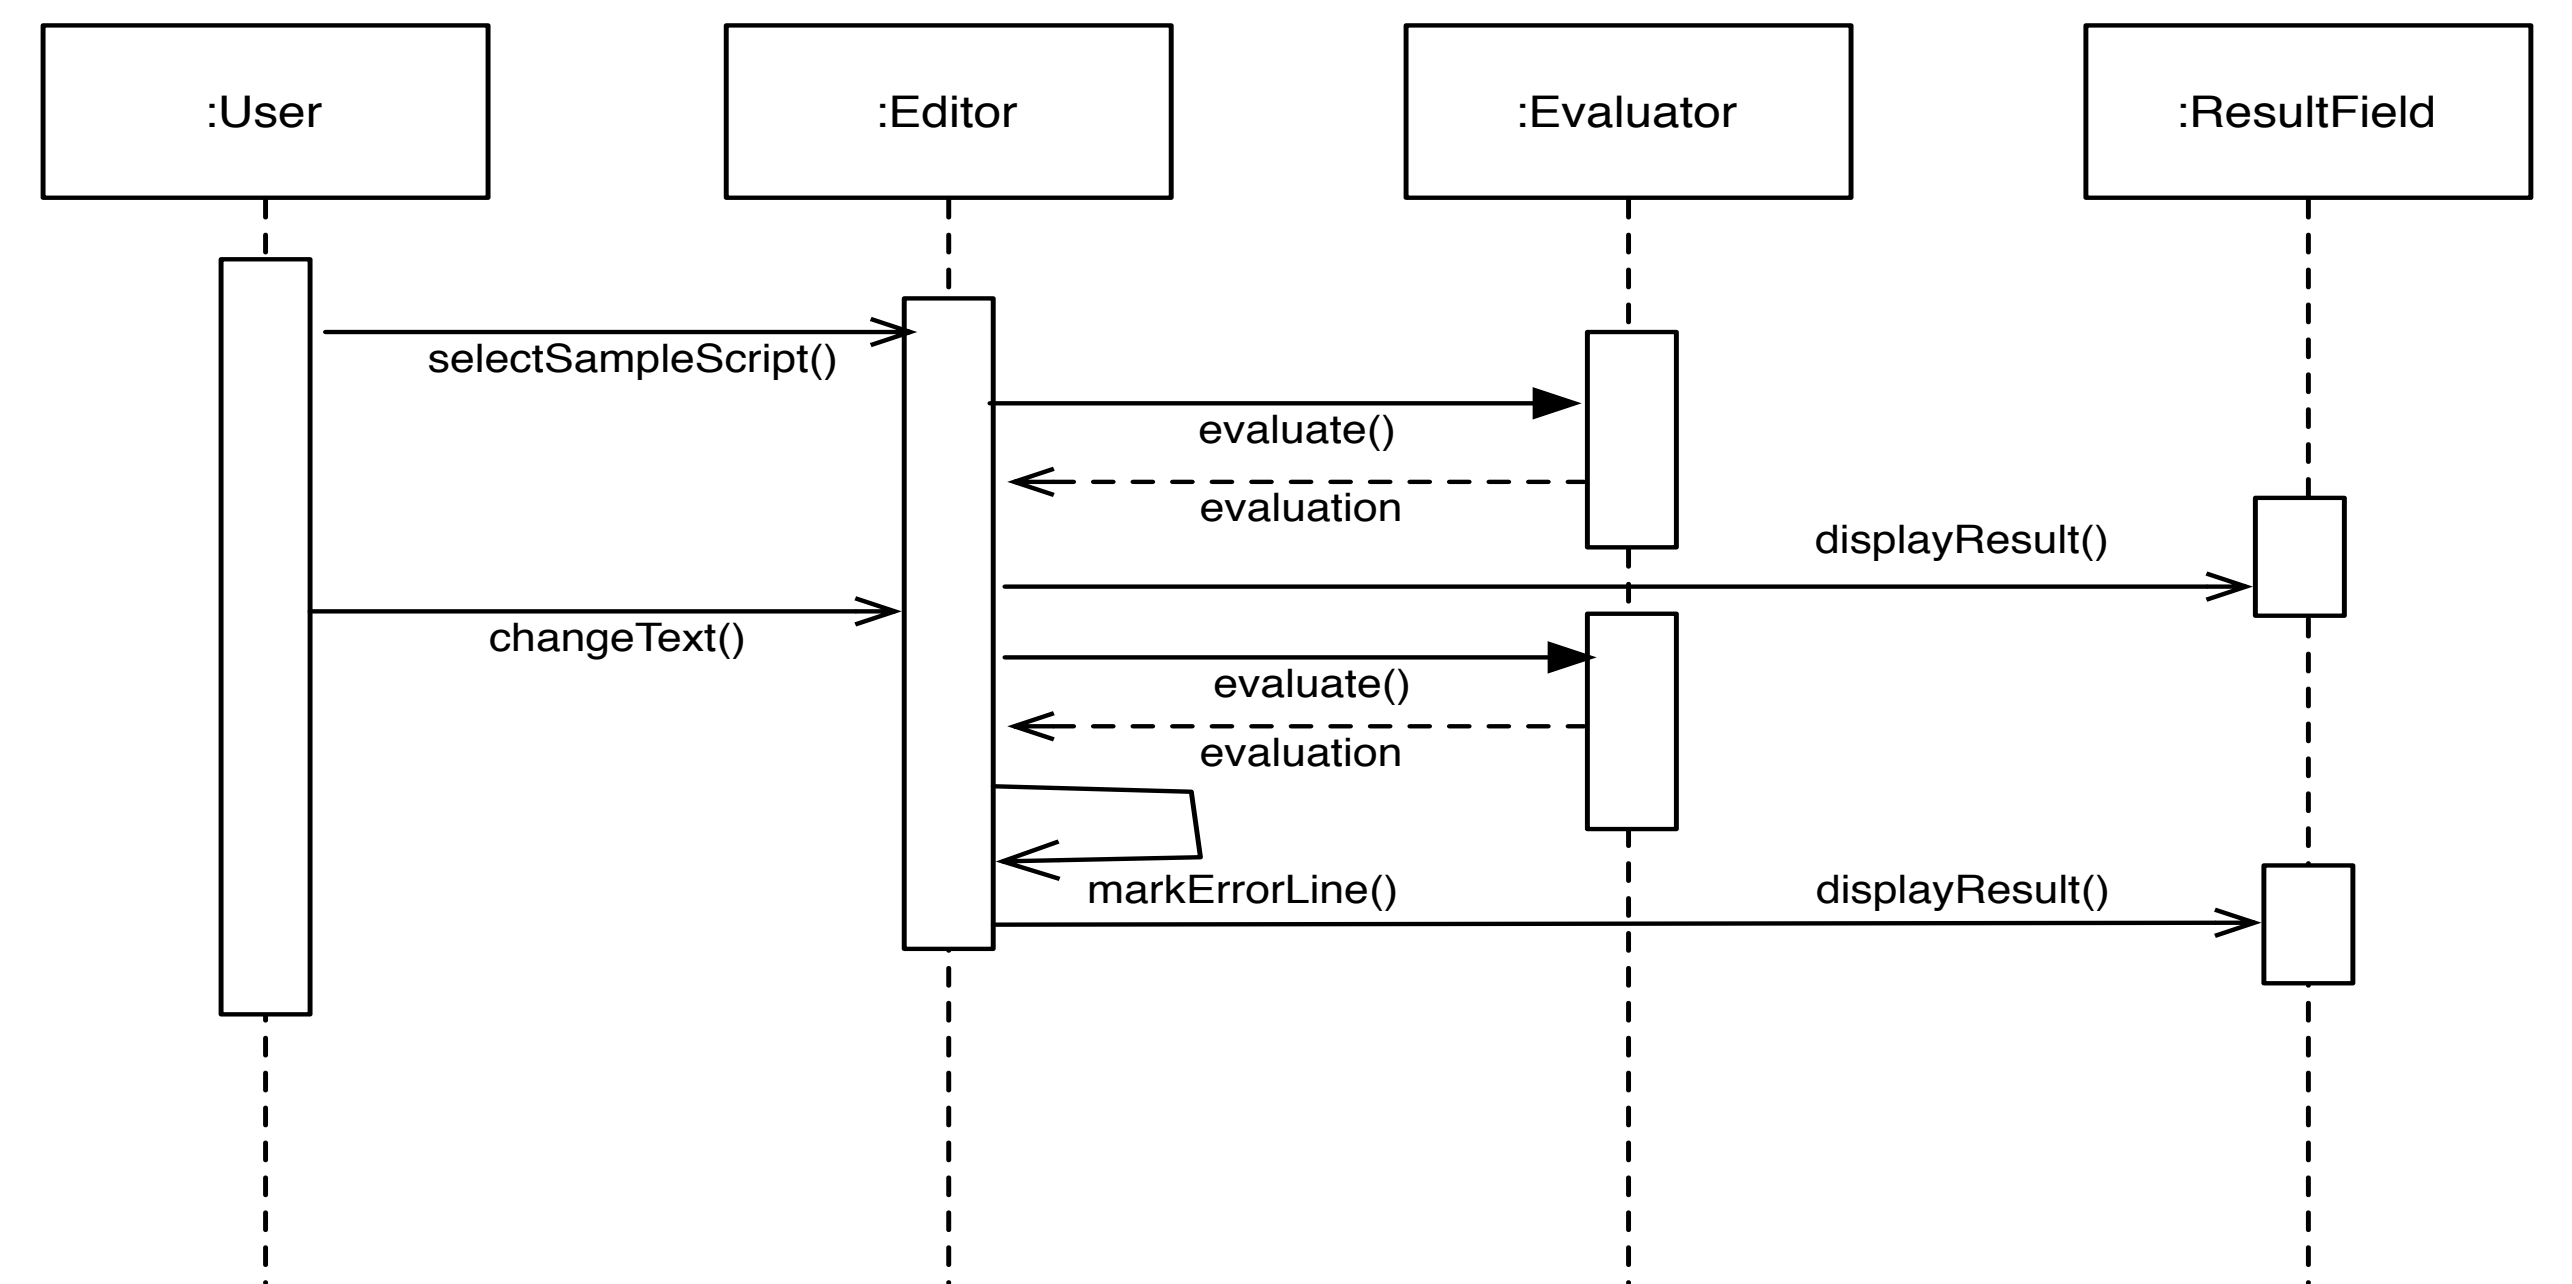 :User
:Editor
:Evaluator
:ResultField
selectSampleScript()
evaluate()
evaluation
displayResult()
changeText()
evaluate()
evaluation
markErrorLine()
displayResult()